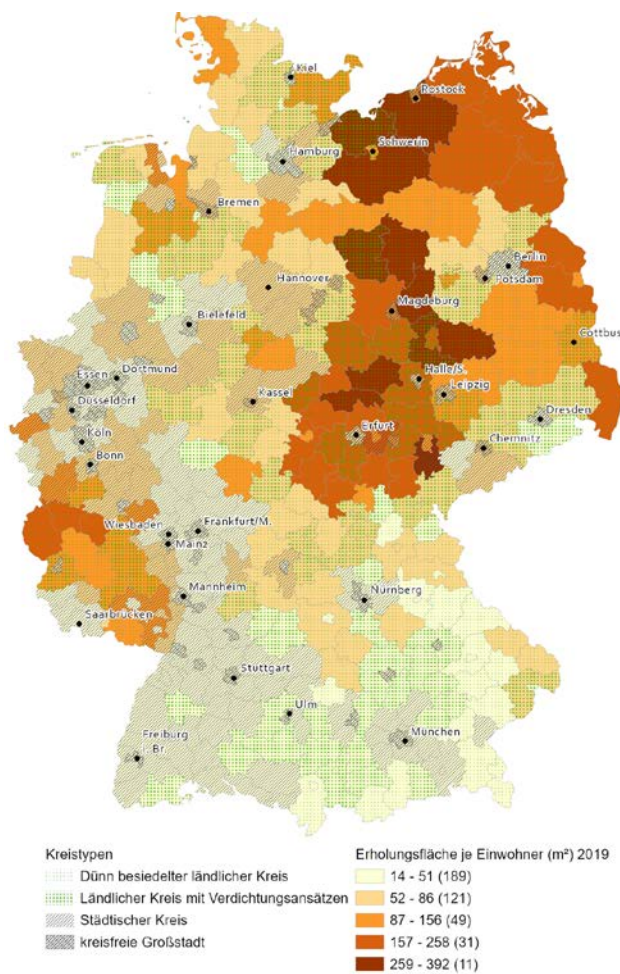 Kiel
Rostock
Schwerin
Hamburg
Bremen
Berlin
Potsdam
Hannover
Magdeburg
Bielefeld
Cottbus
Essen
Dortmund
Halle/S.
Leipzig
Kassel
Düsseldorf
Dresden
Köln
Erfurt
Chemnitz
Bonn
Wiesbaden
Frankfurt/M.
Mainz
Mannheim
Nürnberg
Saarbrücken
Stuttgart
Ulm
München
Freiburg
i. Br
Kreistypen
Dünn besiedelter ländlicher Kreis
Ländlicher Kreis mit Verdichtungsansätzen
Städtischer Kreis
kreisfreie Großstadt
Erholungsfläche je Einwohner (m²) 2019
14 - 51 (189)
52 - 86 (121)
87 - 156 (49)
157 - 258 (31)
259 - 392 (11)